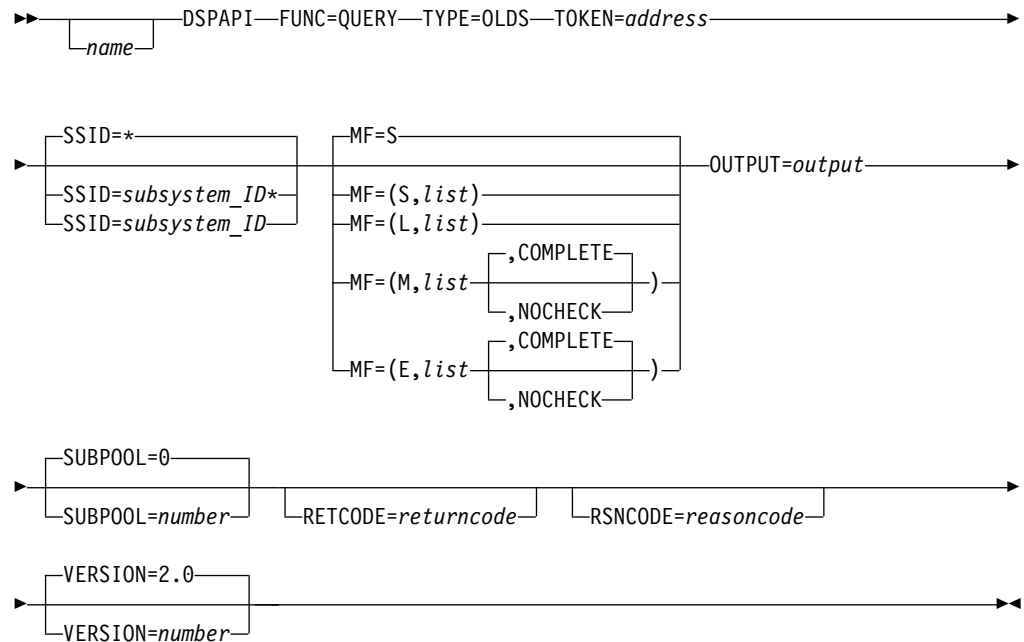 DSPAPI FUNC=QUERY TYPE=OLDS TOKEN=address
name
SSID=*
SSID=subsystem_ID*
SSID=subsystem_ID
MF=S
MF=(S,list)
MF=(L,list)
MF=(M,list ,COMPLETE )
,NOCHECK
MF=(E,list ,COMPLETE )
,NOCHECK
OUTPUT=output
SUBPOOL=0
SUBPOOL=number
RETCODE=returncode
RSNCODE=reasoncode
VERSION=2.0
VERSION=number